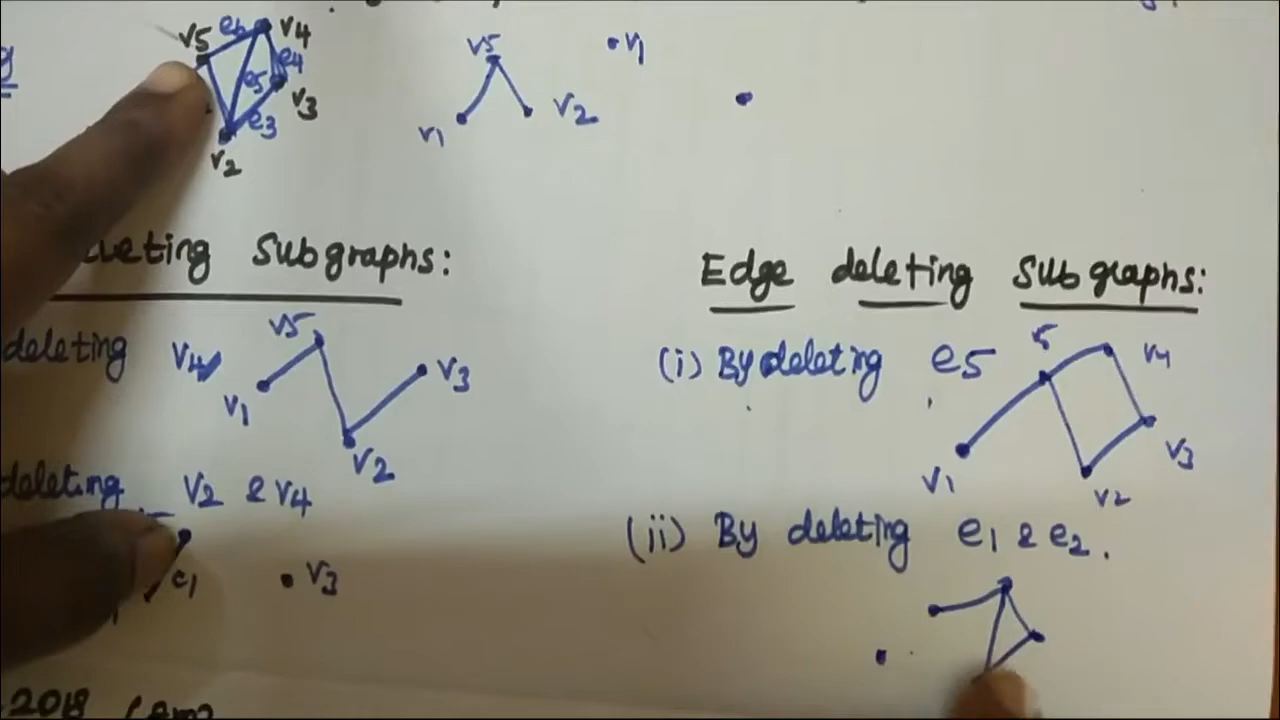 v5 e6 v4
e4
e5
v3
e3
v2
v5
v1 v2
.v1
deleting Subgraphs:
deleting v4
v5
v1 v3
v2
deleting v2 & v4
e1 . v3
2018
Edge deleting Subgraphs:
(i) By deleting e5
v4
v1 v3
v2
(ii) By deleting e1 & e2.